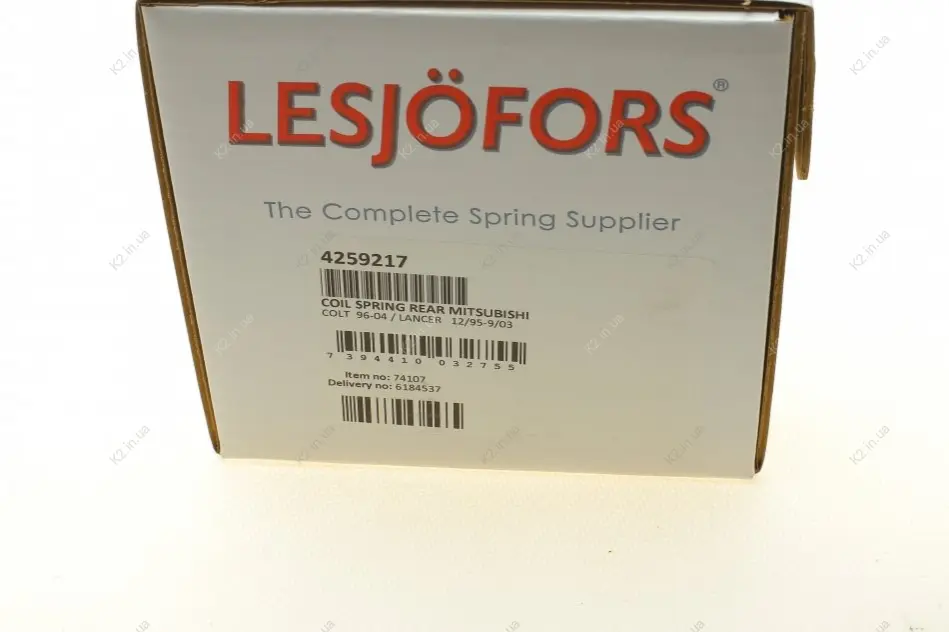 LESJÖFORS®
The Complete Spring Supplier
4259217
COIL SPRING REAR MITSUBISHI
COLT 96-04 / LANCER 12/95-9/03
7 394410 032755
Item no: 74107
Delivery no: 6184537
K2.in.ua